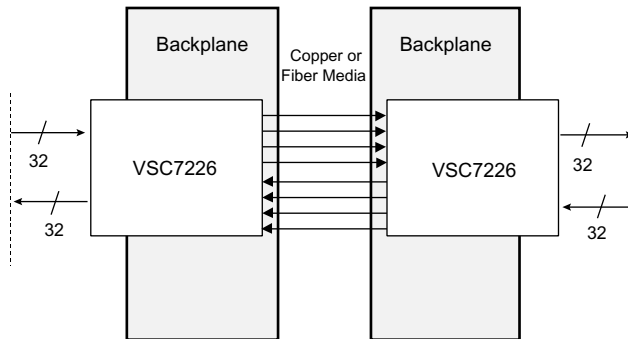 Backplane
Backplane
Copper or
Fiber Media
32
VSC7226
VSC7226
32
32
32